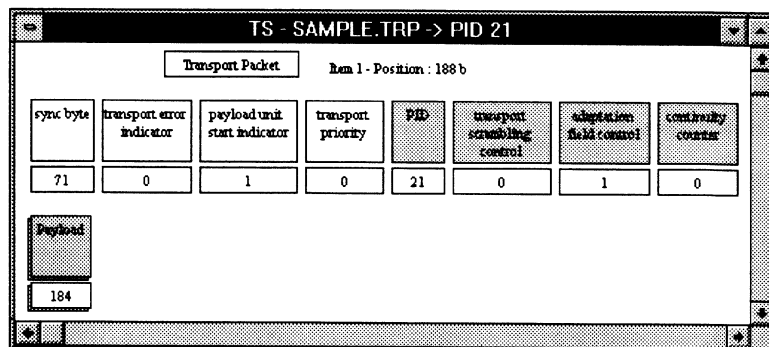 TS - SAMPLE.TRP -> PID 21
Transport Packet
Item 1 - Position : 188 b
sync byte
transport error
indicator
payload unit
start indicator
transport
priority
PID
transport
scrambling
control
adaptation
field control
continuity
counter
71
0
1
0
21
0
1
0
Payload
184